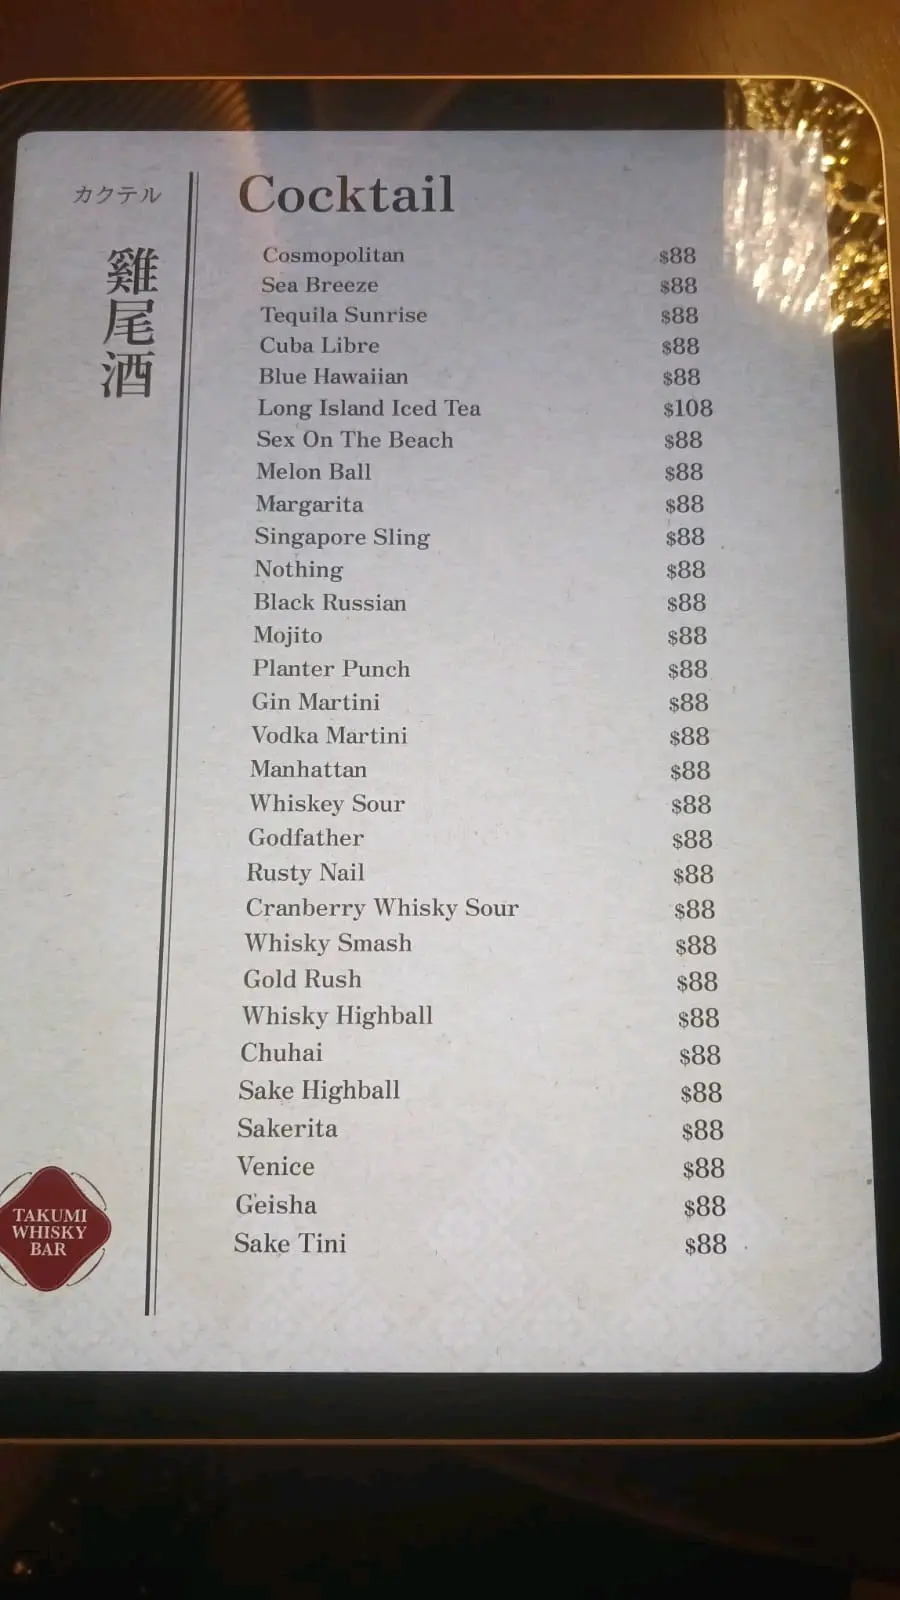 カクテル
雞尾酒
Cocktail
Cosmopolitan $88
Sea Breeze $88
Tequila Sunrise $88
Cuba Libre $88
Blue Hawaiian $88
Long Island Iced Tea $108
Sex On The Beach $88
Melon Ball $88
Margarita $88
Singapore Sling $88
Nothing $88
Black Russian $88
Mojito $88
Planter Punch $88
Gin Martini $88
Vodka Martini $88
Manhattan $88
Whiskey Sour $88
Godfather $88
Rusty Nail $88
Cranberry Whisky Sour $88
Whisky Smash $88
Gold Rush $88
Whisky Highball $88
Chuhai $88
Sake Highball $88
Sakerita $88
Venice $88
Geisha $88
Sake Tini $88
TAKUMI
WHISKY
BAR